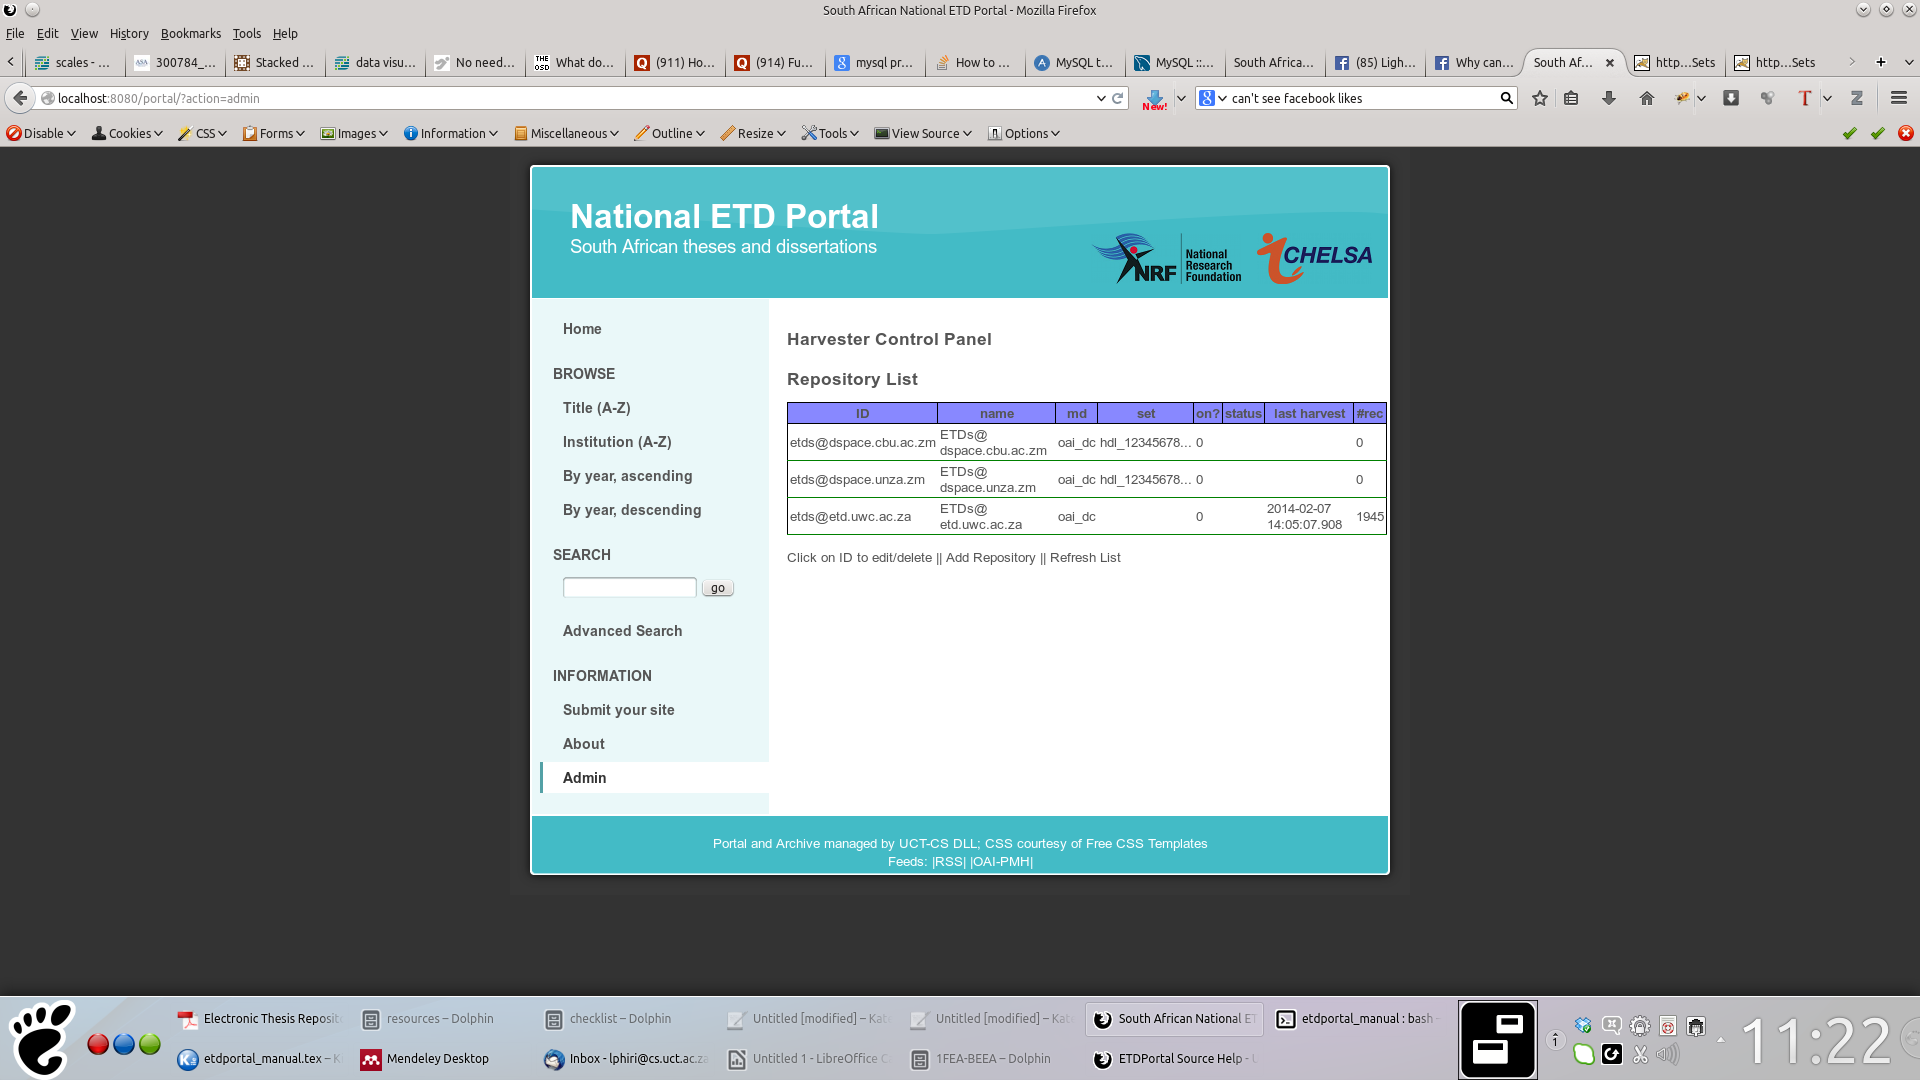 South African National ETD Portal - Mozilla Firefox
File Edit View History Bookmarks Tools Help
scales - ... 300784_... Stacked ... data visu... No need... What do... (911) Ho... (914) Fu... mysql pr... How to ... MySQL t... MySQL ::... South Africa... (85) Ligh... Why can... South Af... http...Sets http...Sets
localhost:8080/portal/?action=admin New! can't see facebook likes
Disable Cookies CSS Forms Images Information Miscellaneous Outline Resize Tools View Source Options
National ETD Portal
South African theses and dissertations
NRF National Research Foundation CHELSA
Home
BROWSE
Title (A-Z)
Institution (A-Z)
By year, ascending
By year, descending
SEARCH
go
Advanced Search
INFORMATION
Submit your site
About
Admin
Harvester Control Panel
Repository List
ID name md set on? status last harvest #rec
etds@dspace.cbu.ac.zm ETDs@ dspace.cbu.ac.zm oai_dc hdl_12345678... 0 0
etds@dspace.unza.zm ETDs@ dspace.unza.zm oai_dc hdl_12345678... 0 0
etds@etd.uwc.ac.za ETDs@ etd.uwc.ac.za oai_dc 0 2014-02-07 14:05:07.908 1945
Click on ID to edit/delete || Add Repository || Refresh List
Portal and Archive managed by UCT-CS DLL; CSS courtesy of Free CSS Templates
Feeds: |RSS| |OAI-PMH|
Electronic Thesis Reposit resources – Dolphin checklist – Dolphin Untitled [modified] – Kat Untitled [modified] – Kat South African National ET etdportal_manual : bash
etdportal_manual.tex – K Mendeley Desktop Inbox - lphiri@cs.uct.ac.za Untitled 1 - LibreOffice 1FEA-BEEA – Dolphin ETDPortal Source Help -
1
11:22